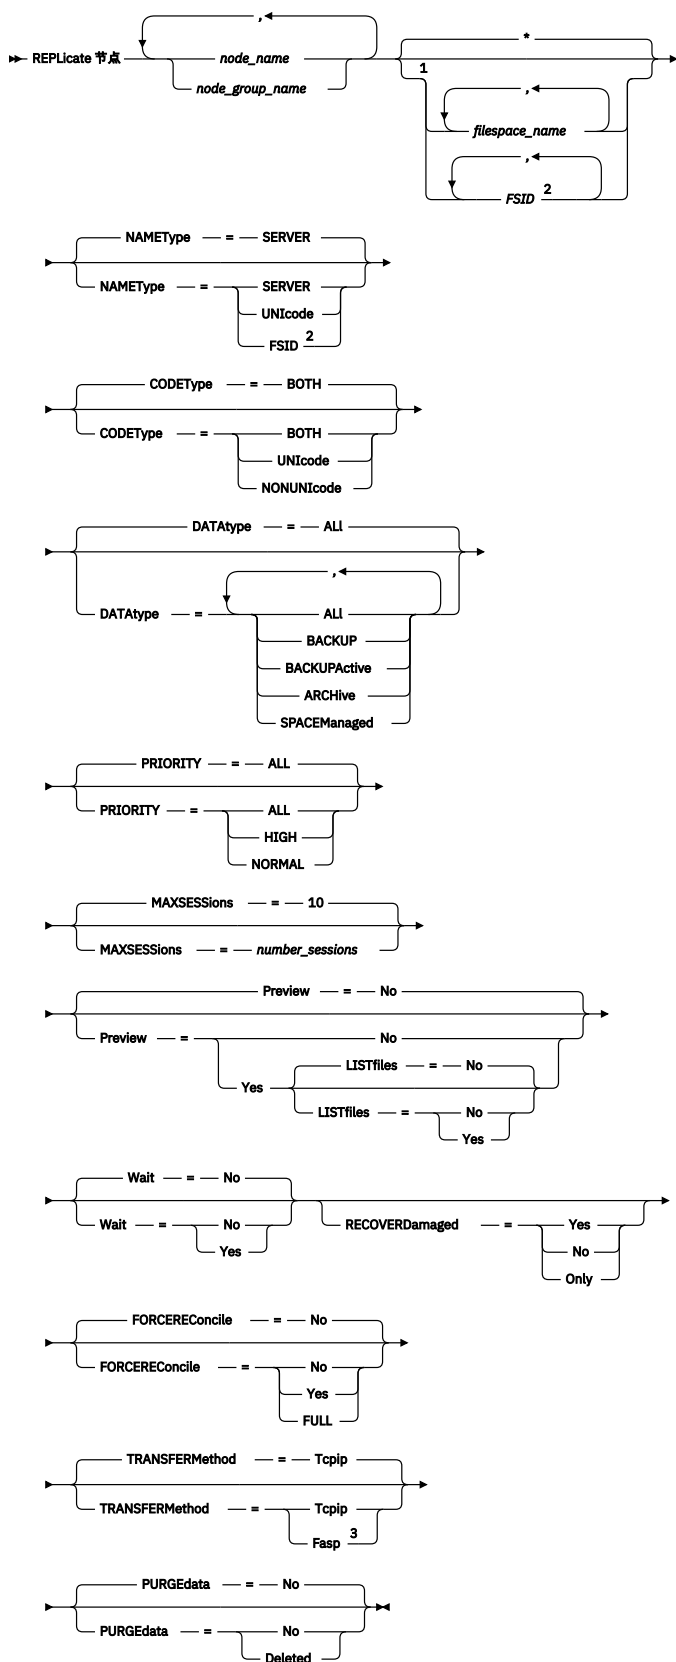 ,
REPLicate 节点 node_name *
node_group_name 1
,
filespace_name
,
FSID 2
NAMEType = SERVER
NAMEType = SERVER
UNIcode
FSID 2
CODEType = BOTH
CODEType = BOTH
UNIcode
NONUNIcode
DATAtype = ALl
,
DATAtype = ALl
BACKUP
BACKUPActive
ARCHive
SPACEManaged
PRIORITY = ALL
PRIORITY = ALL
HIGH
NORMAL
MAXSESSions = 10
MAXSESSions = number_sessions
Preview = No
Preview = No
LISTfiles = No
Yes
LISTfiles = No
Yes
Wait = No
Wait = No RECOVERDamaged = Yes
Yes No
Only
FORCEREConcile = No
FORCEREConcile = No
Yes
FULL
TRANSFERMethod = Tcpip
TRANSFERMethod = Tcpip
Fasp 3
PURGEdata = No
PURGEdata = No
Deleted